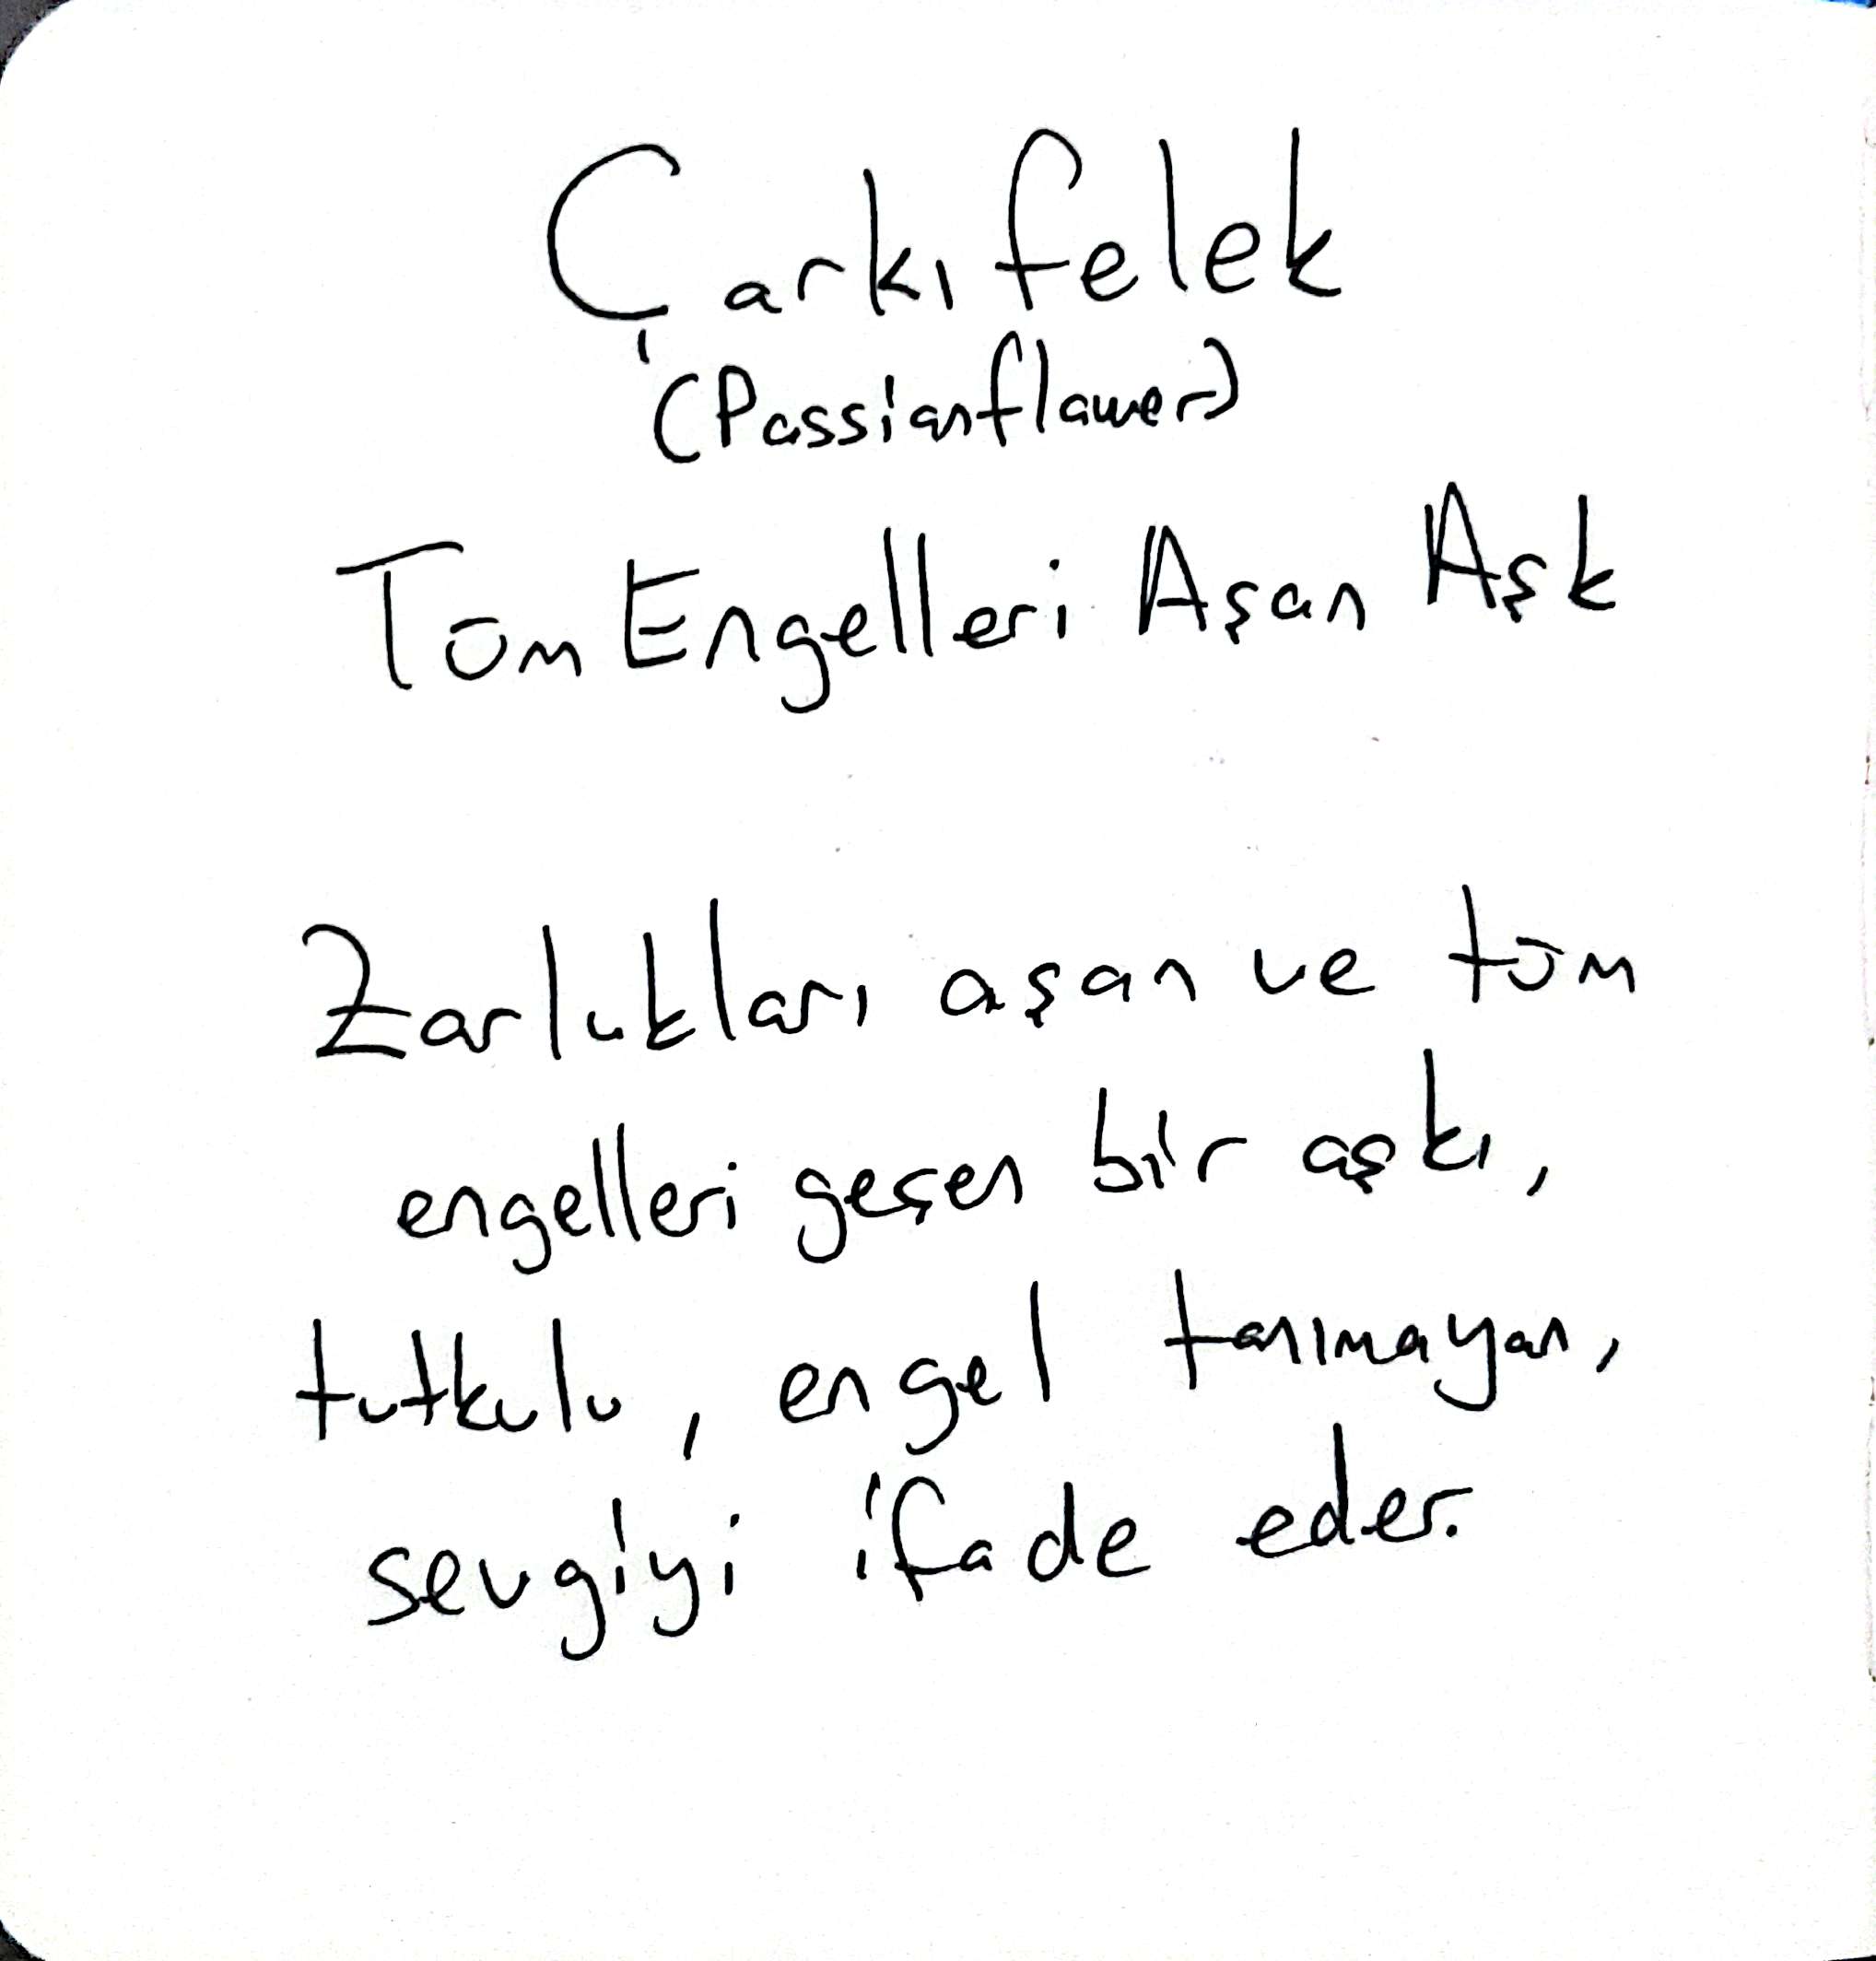 Çarkıfelek
(Passionflower)
Tüm Engelleri Aşan Aşk
Zorlukları aşan ve tüm
engelleri geçen bir aşkı,
tutkulu, engel tanımayan,
sevgiyi ifade eder.